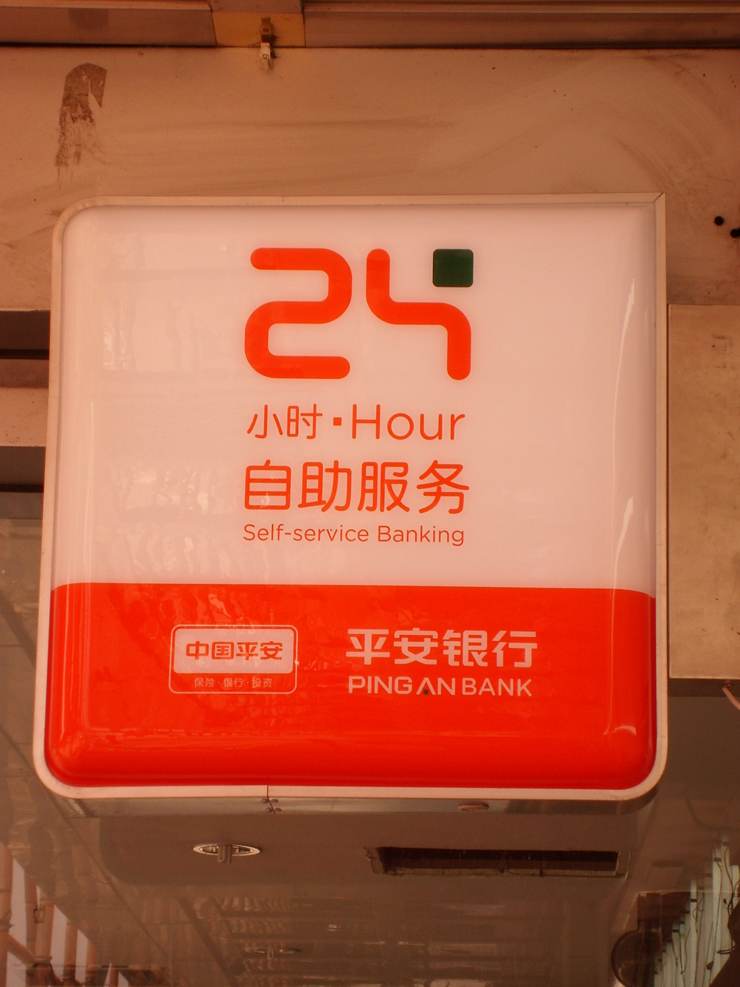 24
小时·Hour
自助服务
Self-service Banking
中国平安
保险·银行·投资
平安银行
PING AN BANK